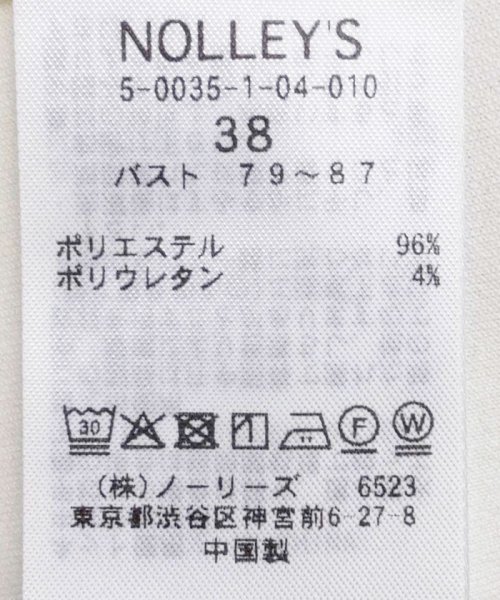 NOLLEY'S
5-0035-1-04-010
38
バスト 79～87
ポリエステル 96%
ポリウレタン 4%
30 F W
(株)ノーリーズ 6523
東京都渋谷区神宮前6-27-8
中国製